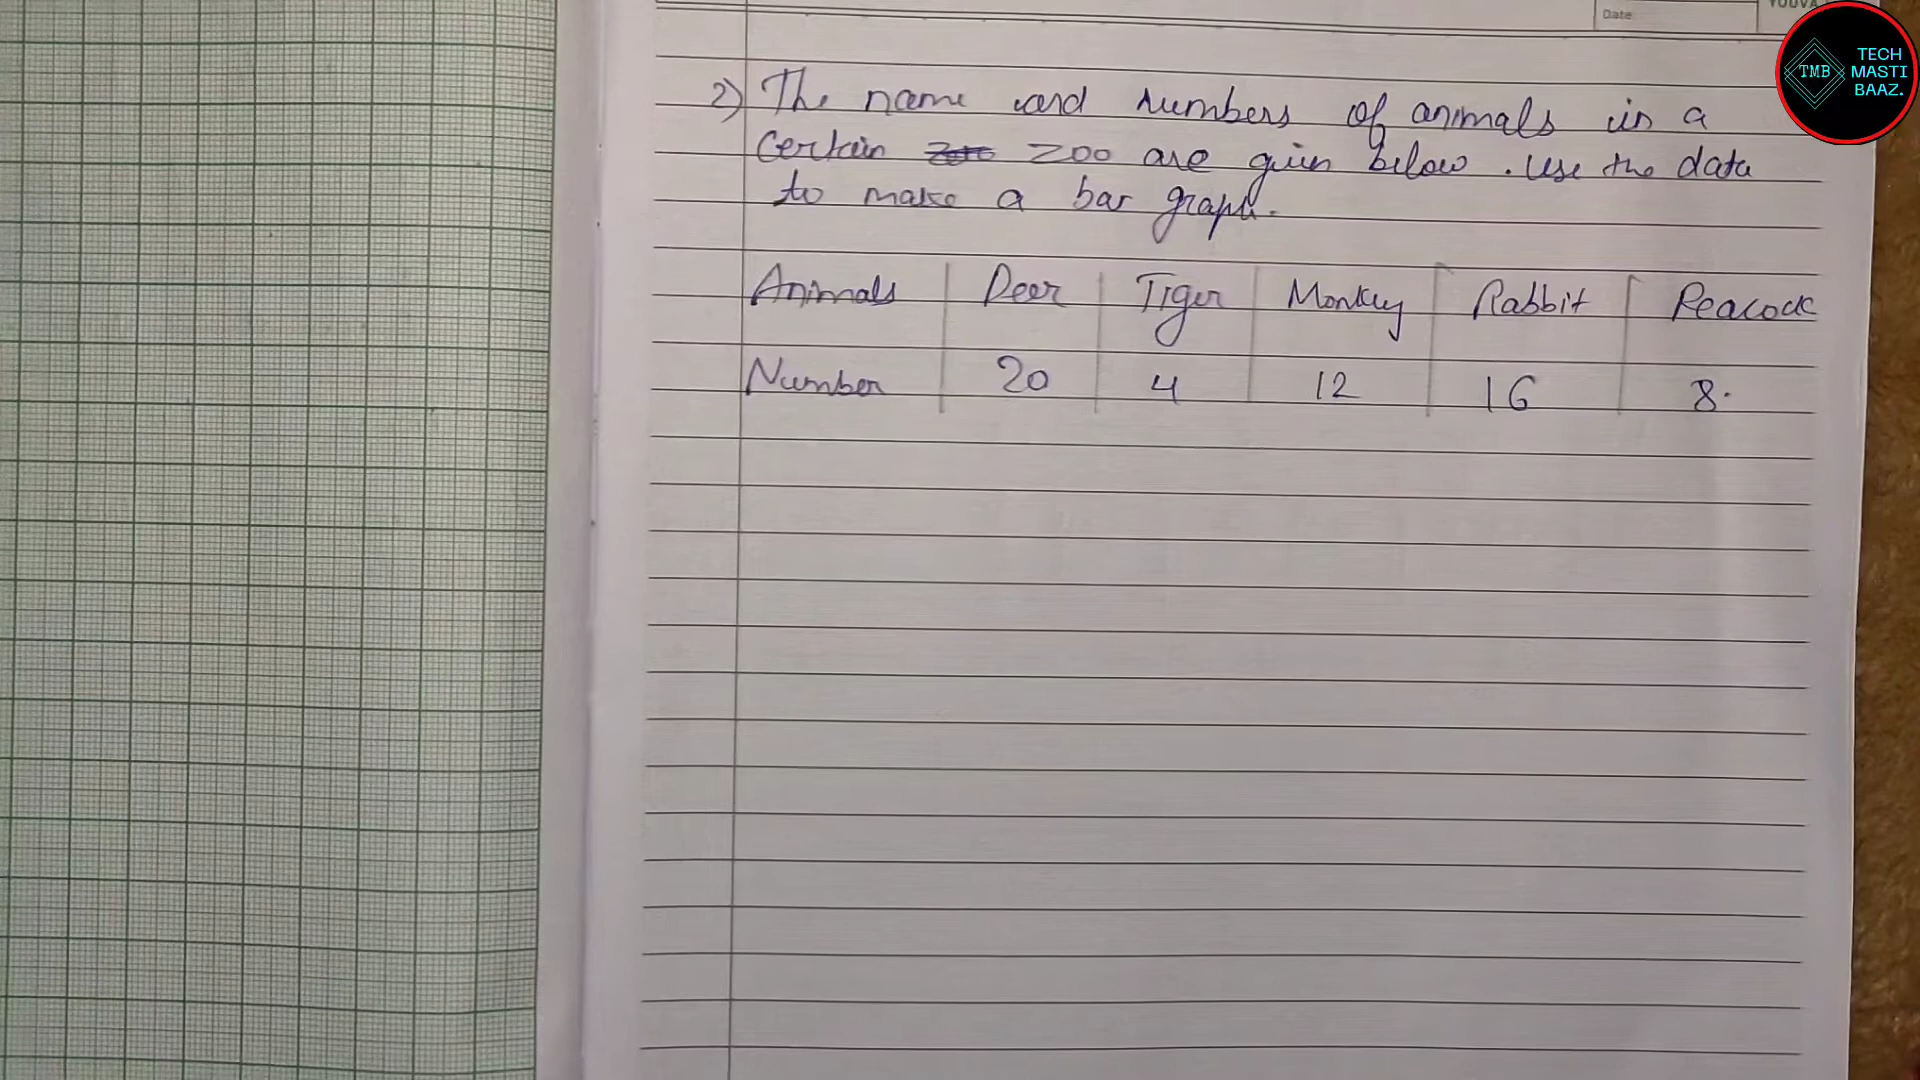 Date
TECH
TMB MASTI
BAAZ.
2) The name and numbers of animals in a
certain zoo are given below. Use the data
to make a bar graph.
Animals Deer Tiger Monkey Rabbit Peacock
Number 20 4 12 16 8.